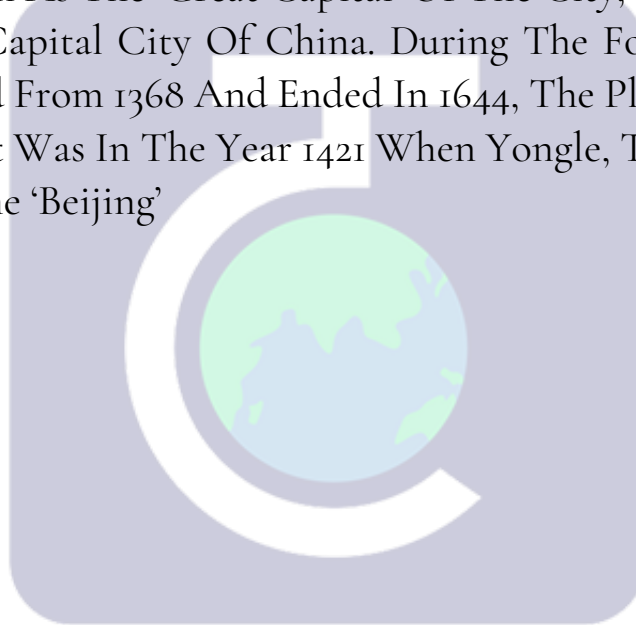 As The 'Great Capital' Of The City,
Capital City Of China. During The
From 1368 And Ended In 1644, The
Was In The Year 1421 When Yongle,
'Beijing'